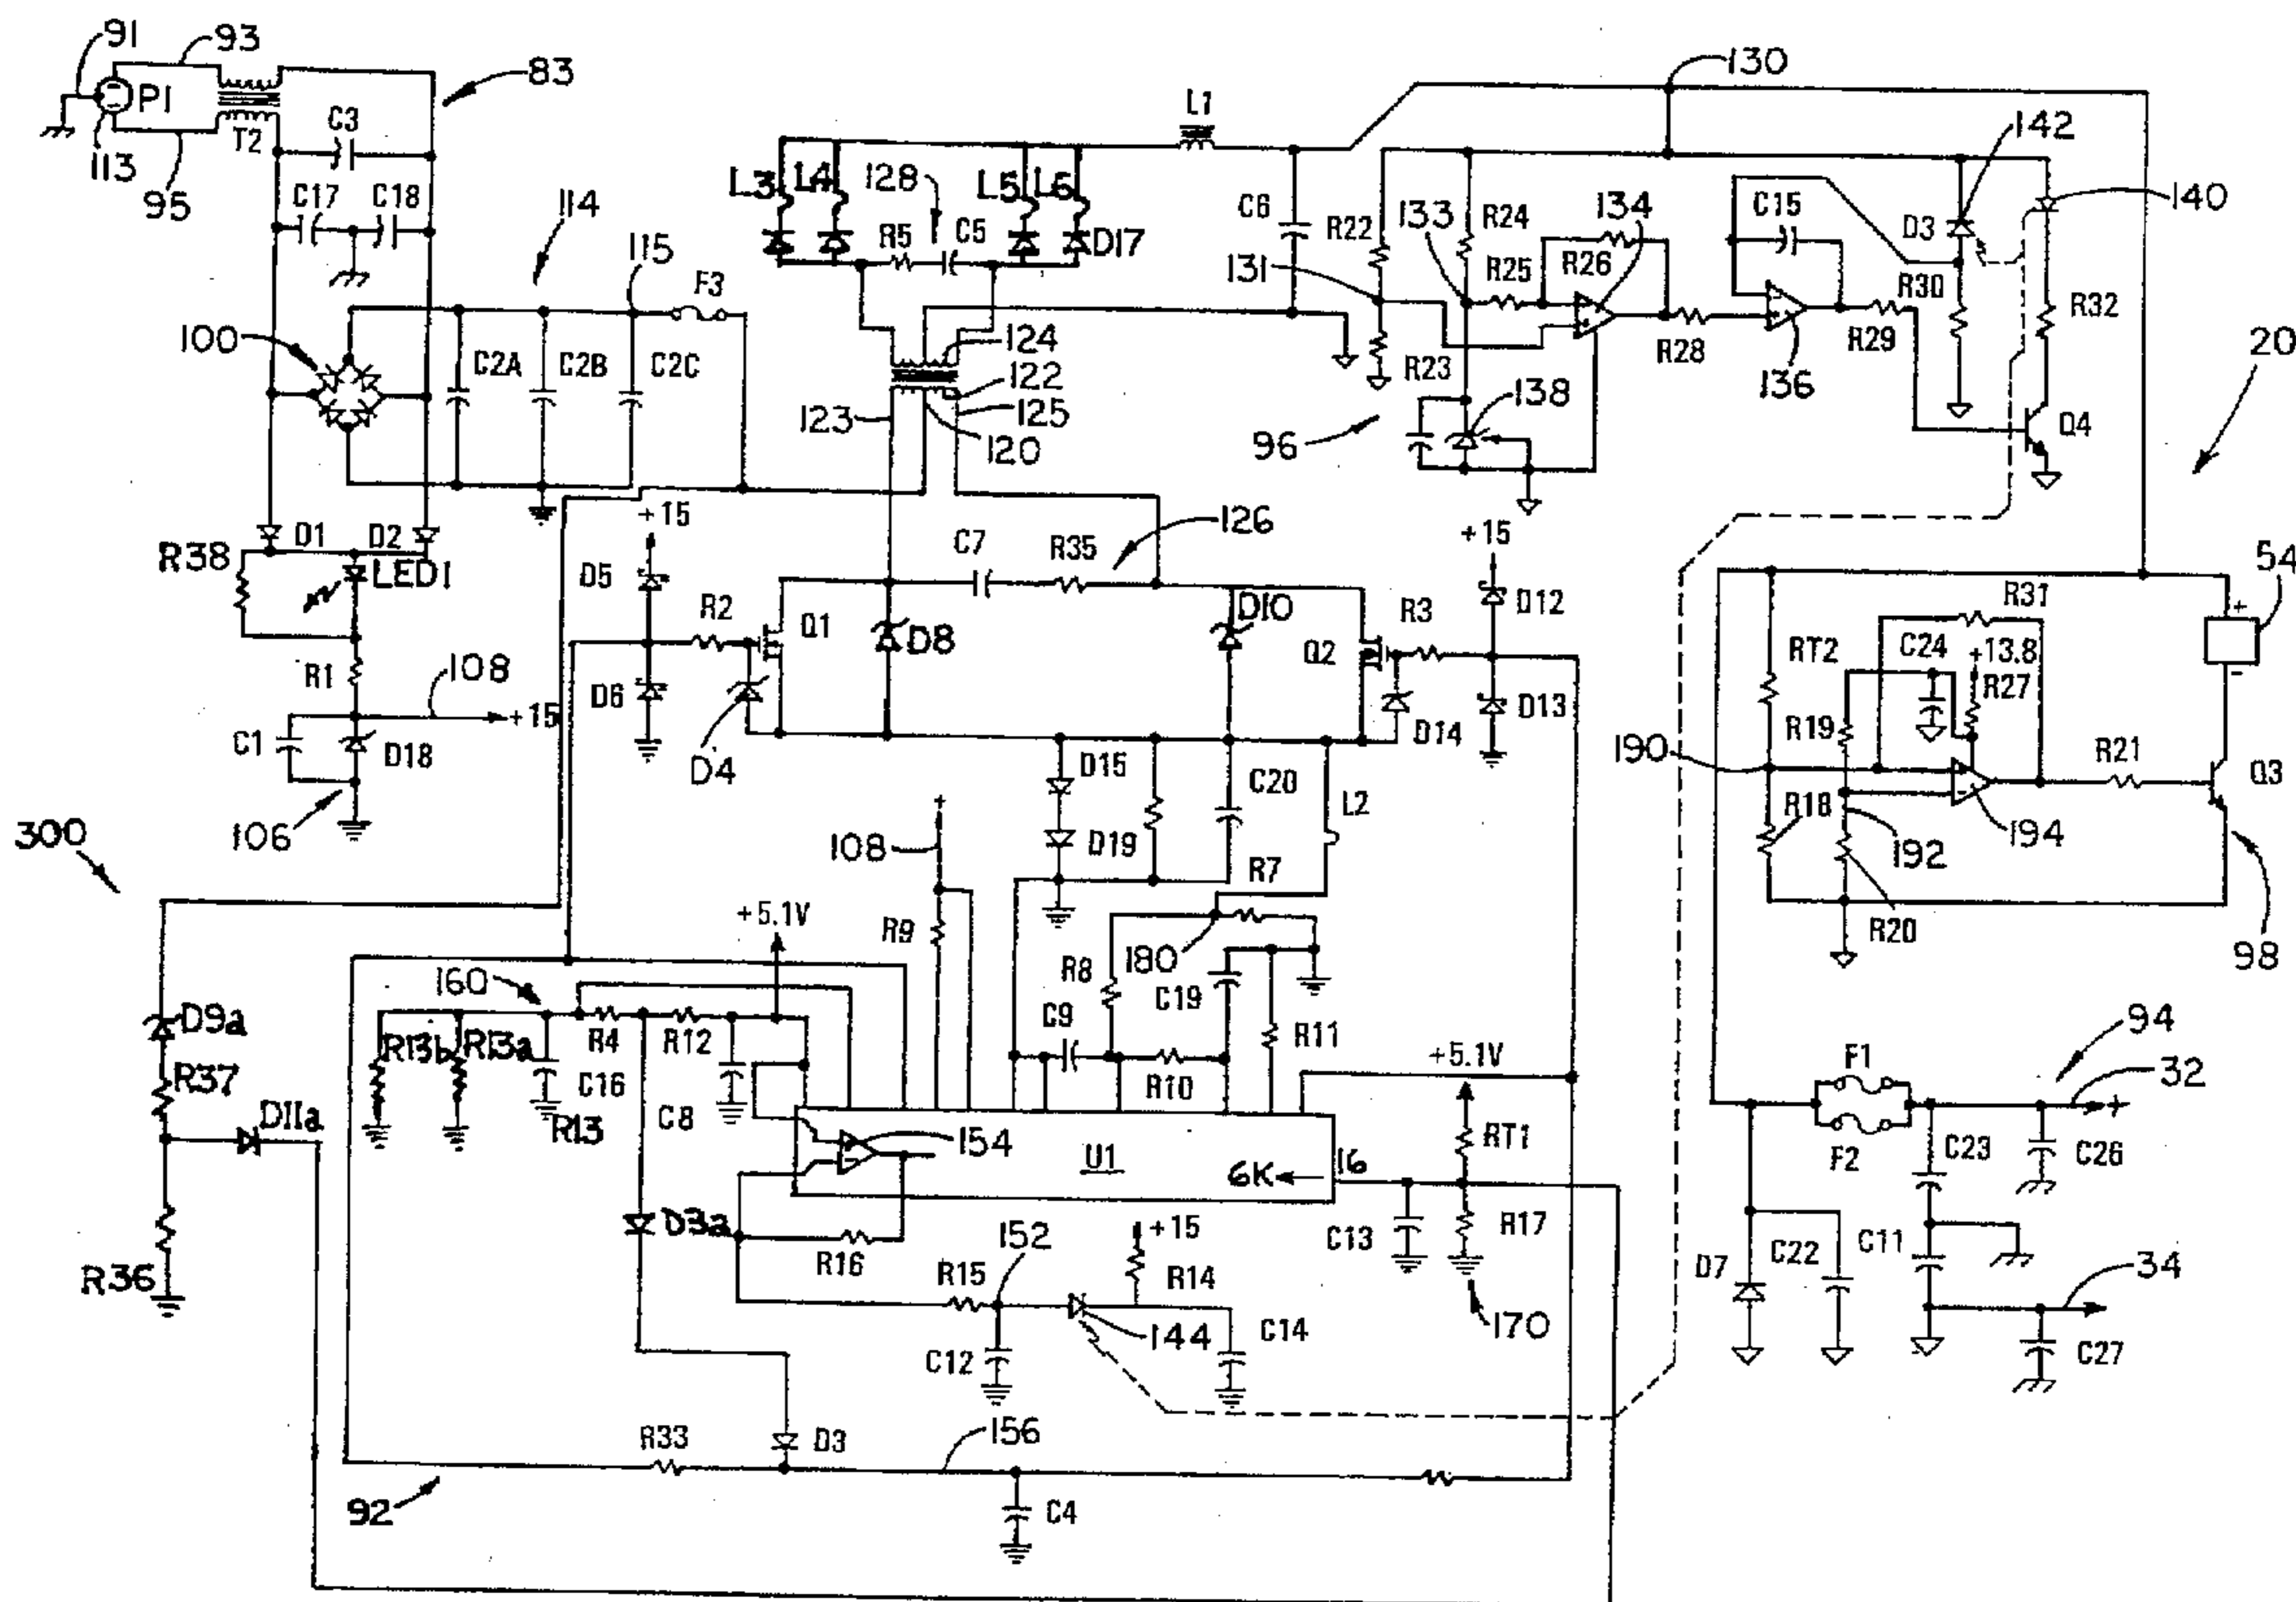 91
93
83
P1
T2
C3
113
95
C17
C18
114
115
F3
100
C2A
C2B
C2C
L3
L4
128
L5
L6
R5
C5
D17
L1
C6
130
R22
131
R23
133
R24
R25
R26
134
R28
C15
136
R29
R30
D3
142
140
R32
Q4
20
96
138
124
122
125
123
120
D1
D2
R38
LED1
R1
108
+15
C1
D18
106
+15
D5
D6
R2
Q1
D4
D8
C7
R35
126
D10
Q2
R3
+15
D12
D13
D14
D15
D19
C20
L2
R7
180
R31
RT2
C24
+13.8
R27
R19
190
R18
192
194
R20
R21
Q3
54
+
-
98
300
+
108
R9
+5.1V
160
R4
R12
R13b
R13a
C16
R13
C8
D9a
R37
D11a
R36
R8
C9
C19
R10
R11
154
U1
6K
16
+5.1V
RT1
R17
C13
170
D3a
R16
R15
152
+15
R14
144
C12
C14
R33
D3
156
C4
92
94
F1
F2
32
+
C23
C26
C11
34
C27
D7
C22